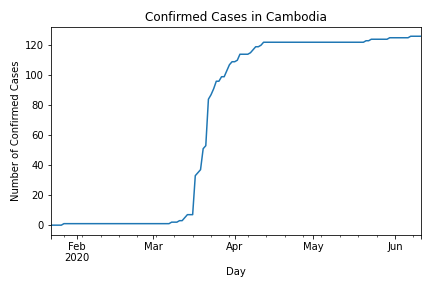 Confirmed Cases in Cambodia
Number of Confirmed Cases
120
100
80
60
40
20
0
Feb Mar Apr May Jun
2020
Day